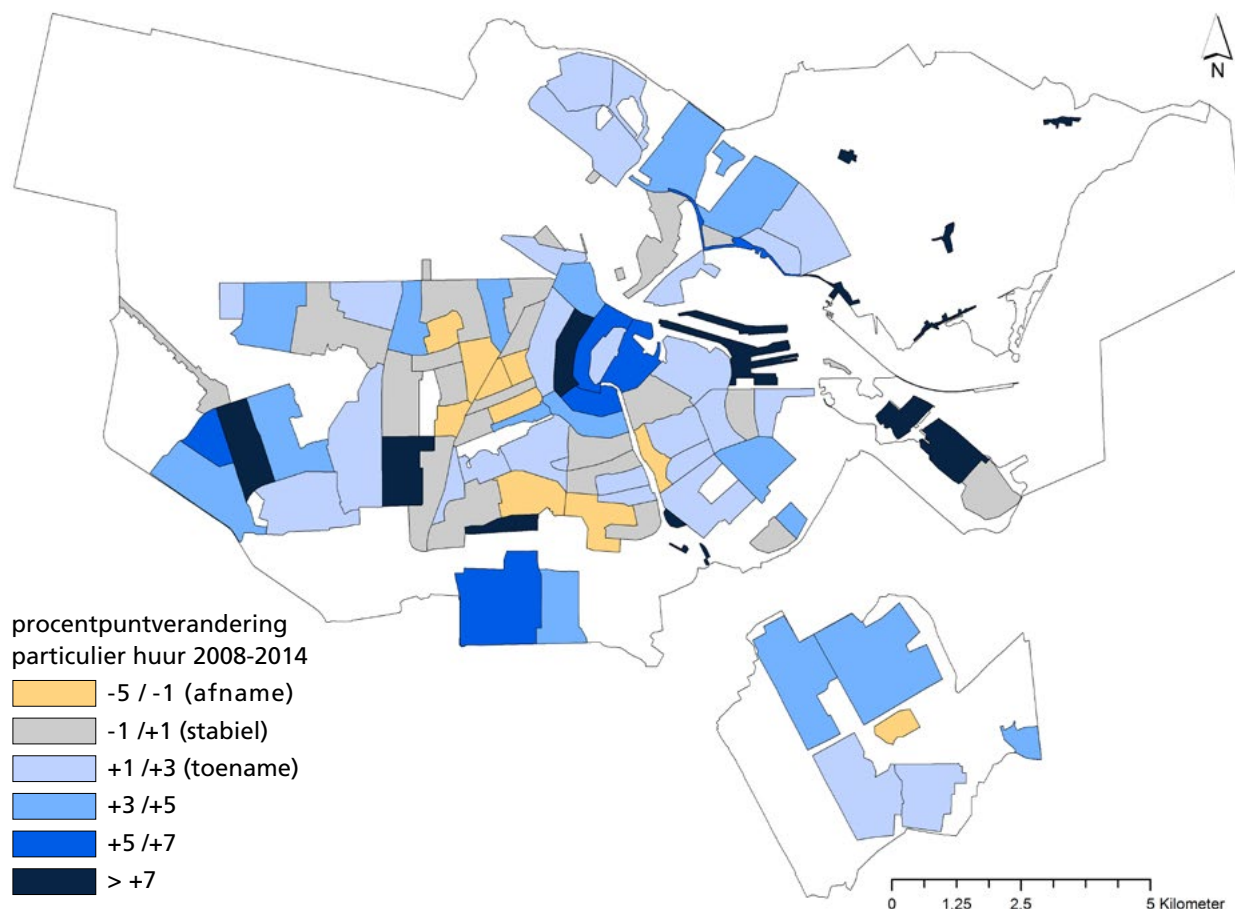 N
procentpuntverandering
particulier huur 2008-2014
-5 / -1 (afname)
-1 /+1 (stabiel)
+1 /+3 (toename)
+3 /+5
+5 /+7
> +7
0 1,25 2,5 5 Kilometer